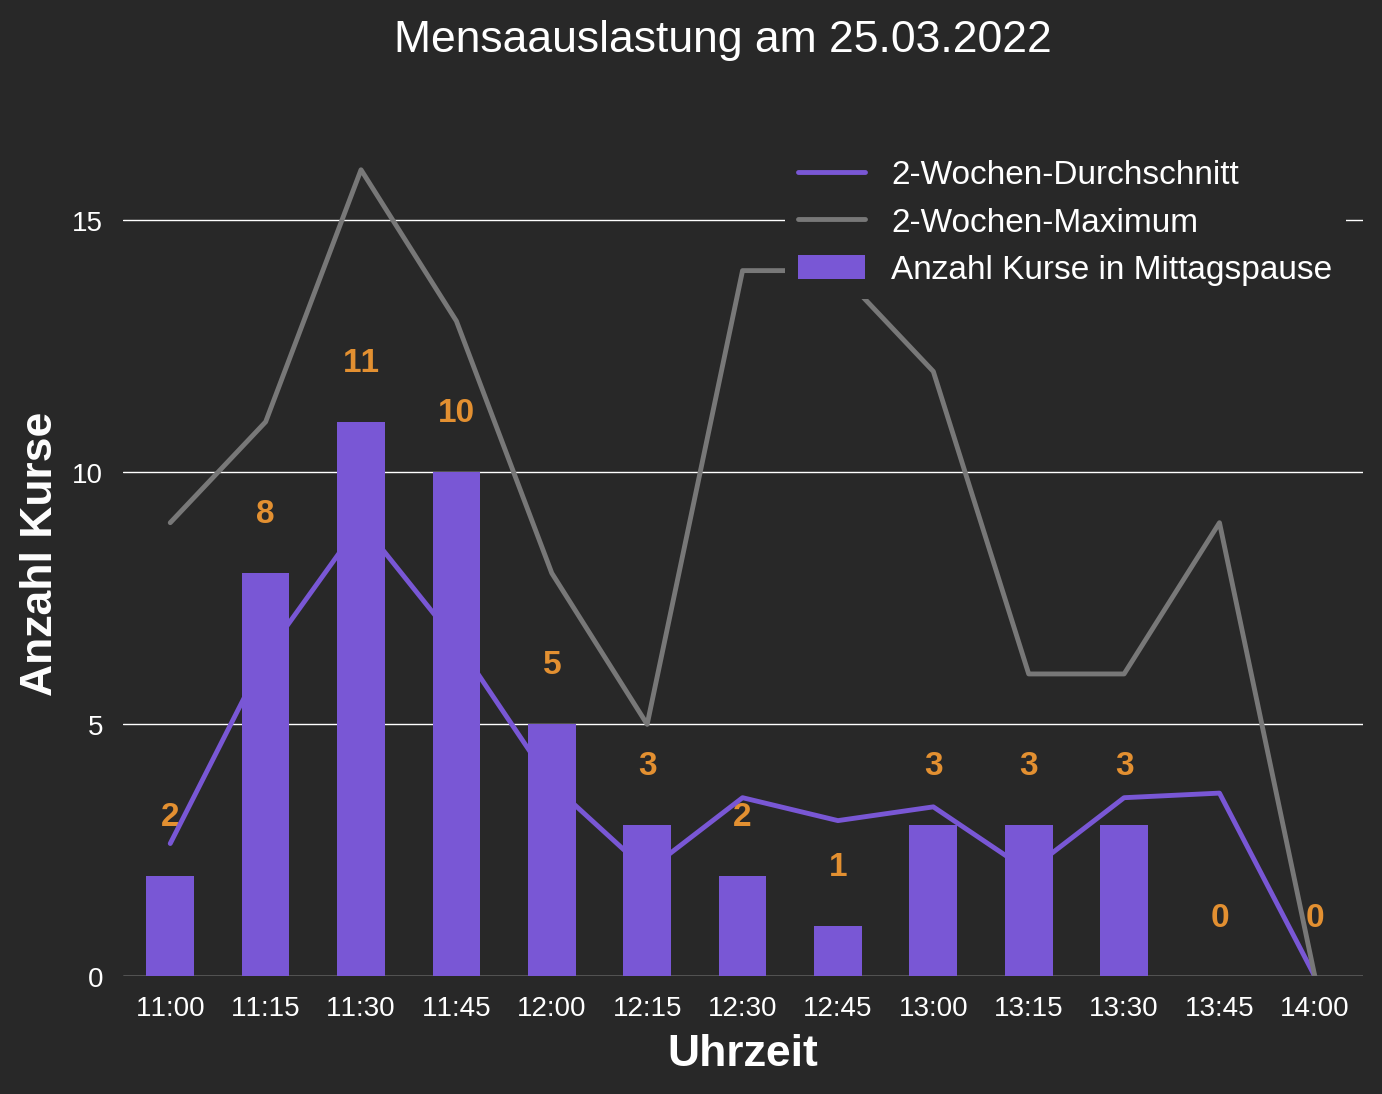 Mensaauslastung am 25.03.2022
2-Wochen-Durchschnitt
2-Wochen-Maximum
Anzahl Kurse in Mittagspause
Anzahl Kurse
15
10
5
0
2
8
11
10
5
3
2
1
3
3
3
0
0
11:00 11:15 11:30 11:45 12:00 12:15 12:30 12:45 13:00 13:15 13:30 13:45 14:00
Uhrzeit